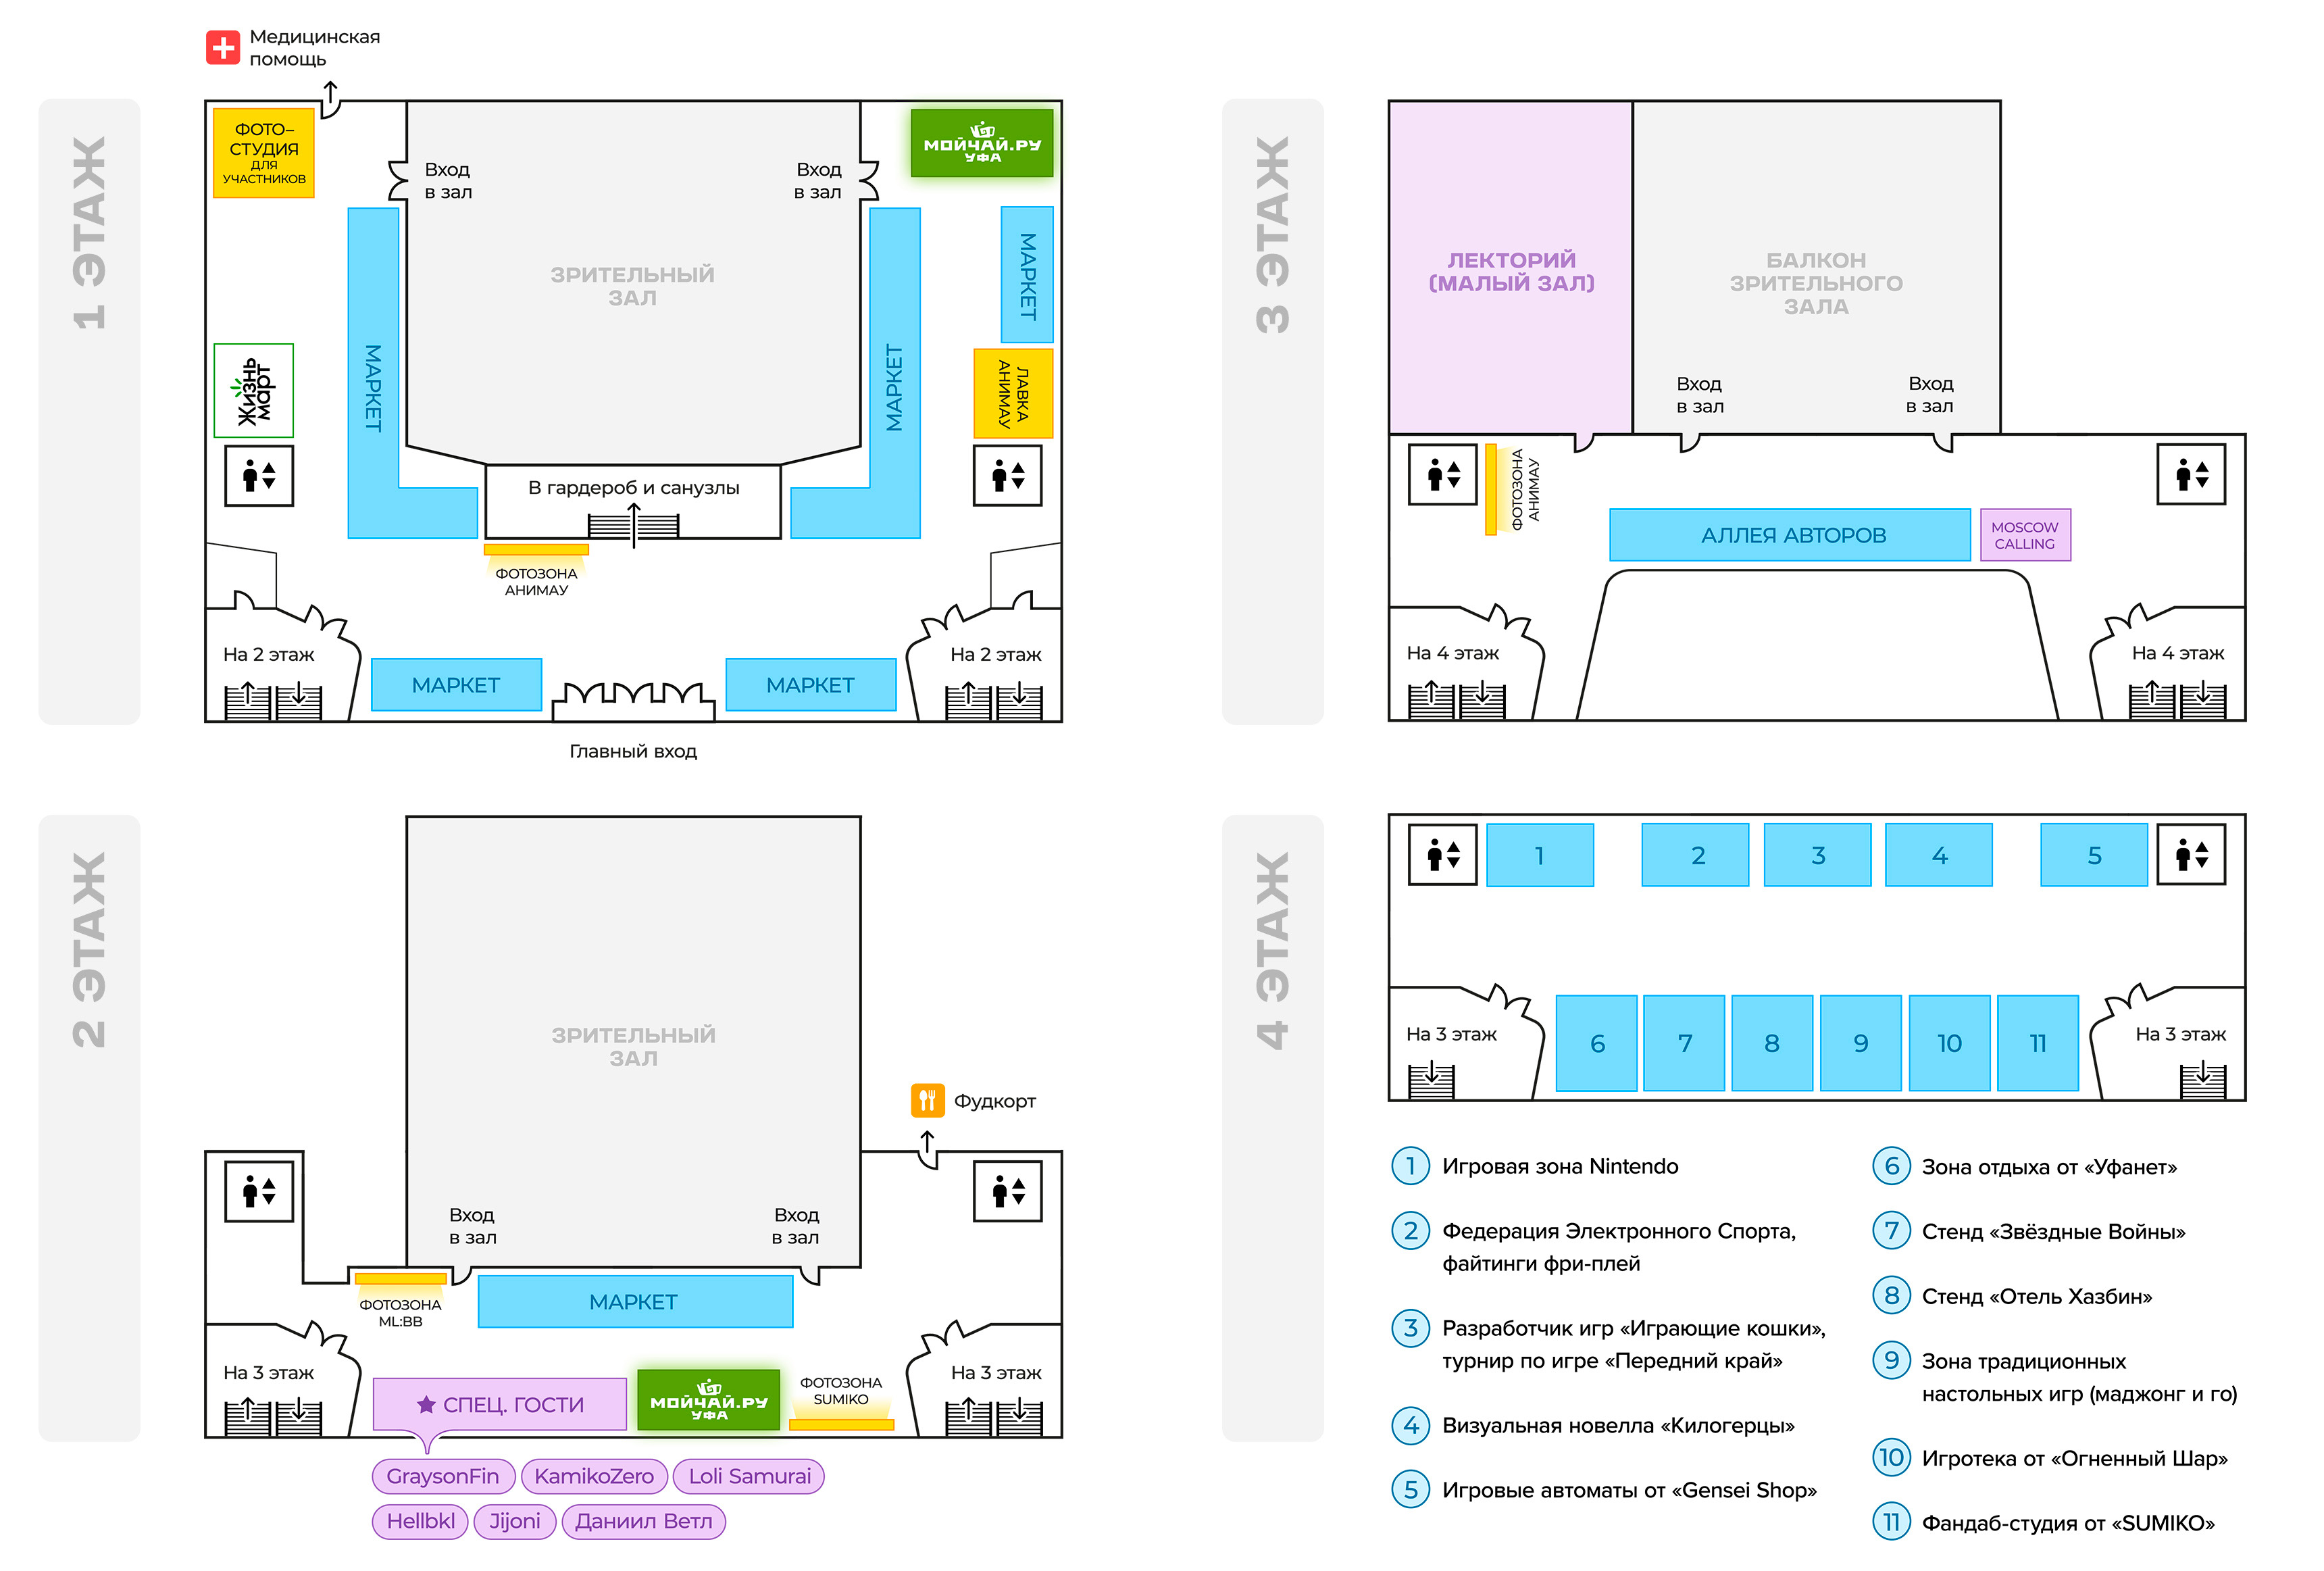 1 ЭТАЖ
Медицинская
помощь
ФОТО–
СТУДИЯ
ДЛЯ
УЧАСТНИКОВ
Вход
в зал
Вход
в зал
МОЙЧАЙ.РУ
УФА
ЗРИТЕЛЬНЫЙ
ЗАЛ
МАРКЕТ
МАРКЕТ
МАРКЕТ
Жизнь
март
ЛАВКА
АНИМАУ
В гардероб и санузлы
ФОТОЗОНА
АНИМАУ
На 2 этаж
На 2 этаж
МАРКЕТ
МАРКЕТ
Главный вход
2 ЭТАЖ
ЗРИТЕЛЬНЫЙ
ЗАЛ
Фудкорт
Вход
в зал
Вход
в зал
ФОТОЗОНА
ML:BB
МАРКЕТ
На 3 этаж
На 3 этаж
СПЕЦ. ГОСТИ
МОЙЧАЙ.РУ
УФА
ФОТОЗОНА
SUMIKO
GraysonFin
KamikoZero
Loli Samurai
Hellbkl
Jijoni
Даниил Ветл
3 ЭТАЖ
ЛЕКТОРИЙ
(МАЛЫЙ ЗАЛ)
БАЛКОН
ЗРИТЕЛЬНОГО
ЗАЛА
Вход
в зал
Вход
в зал
ФОТОЗОНА
АНИМАУ
АЛЛЕЯ АВТОРОВ
MOSCOW
CALLING
На 4 этаж
На 4 этаж
4 ЭТАЖ
1
2
3
4
5
На 3 этаж
6
7
8
9
10
11
На 3 этаж
1 Игровая зона Nintendo
2 Федерация Электронного Спорта,
файтинги фри-плей
3 Разработчик игр «Играющие кошки»,
турнир по игре «Передний край»
4 Визуальная новелла «Килогерцы»
5 Игровые автоматы от «Gensei Shop»
6 Зона отдыха от «Уфанет»
7 Стенд «Звёздные Войны»
8 Стенд «Отель Хазбин»
9 Зона традиционных
настольных игр (маджонг и го)
10 Игротека от «Огненный Шар»
11 Фандаб-студия от «SUMIKO»